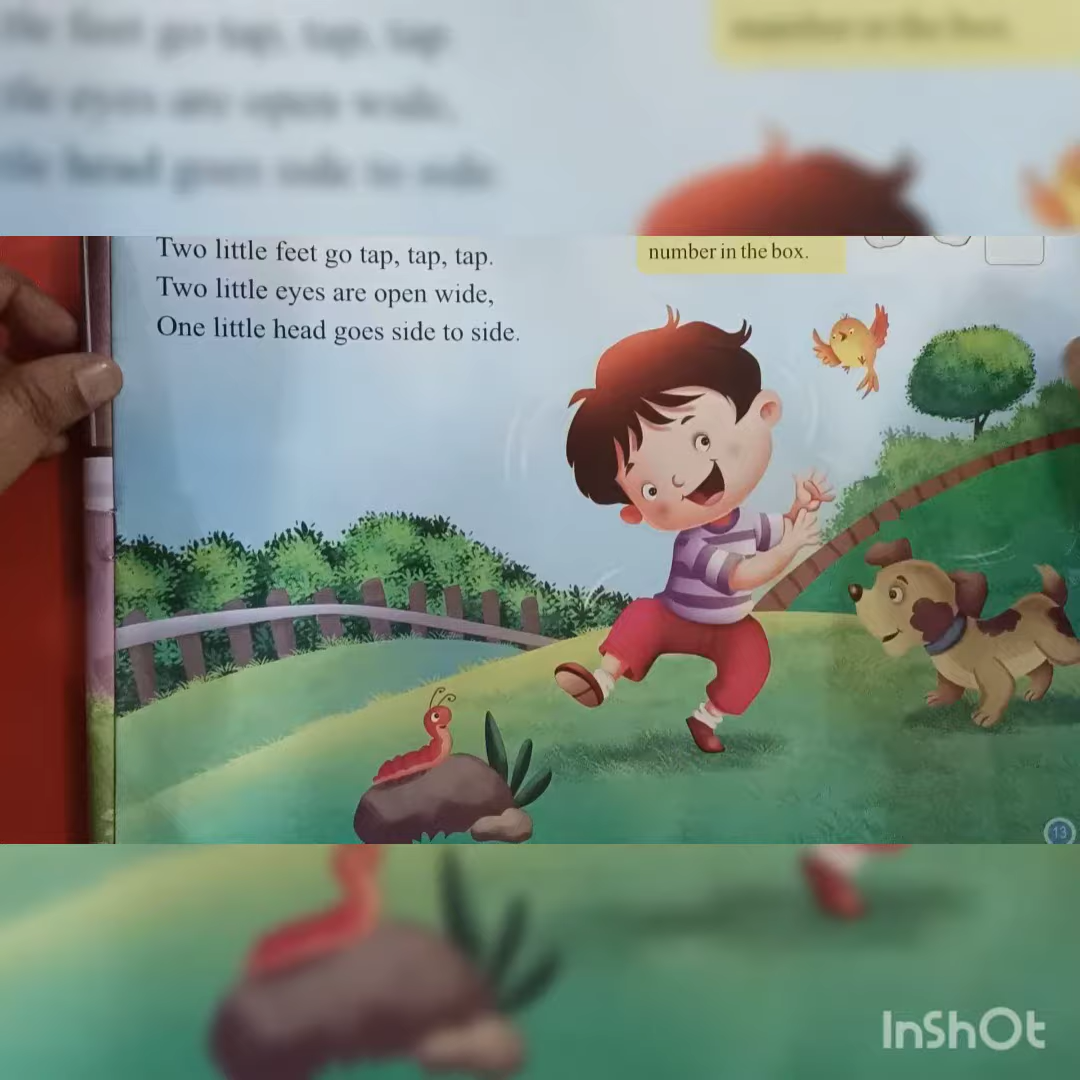 Two little feet go tap, tap, tap.
Two little eyes are open wide,
One little head goes side to side.
number in the box.
13
InShOt